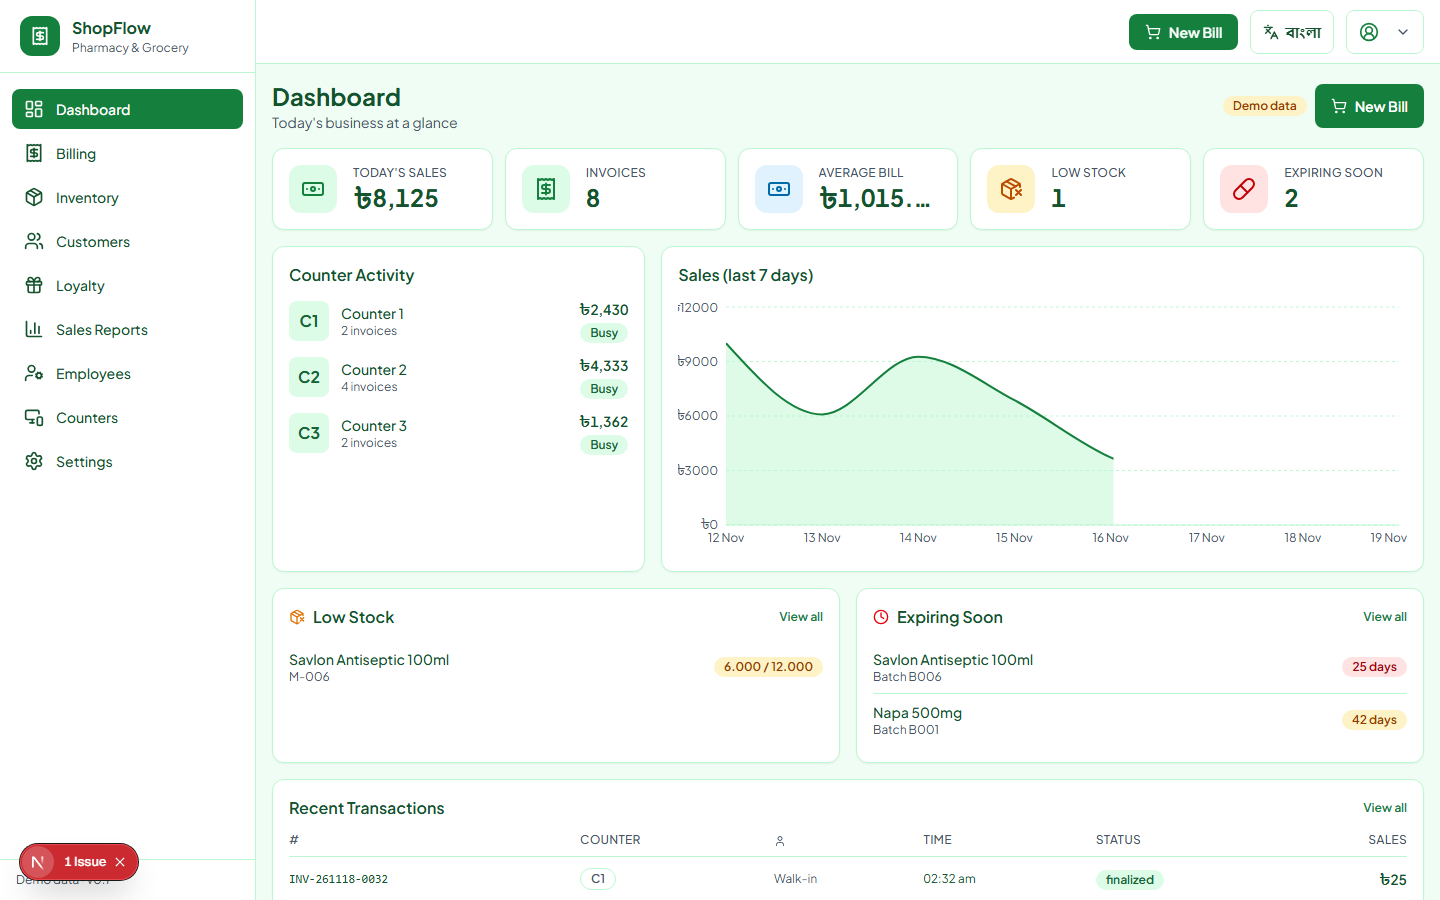 ShopFlow
Pharmacy & Grocery
New Bill
বাংলা
Dashboard
Billing
Inventory
Customers
Loyalty
Sales Reports
Employees
Counters
Settings
1 Issue
Dashboard
Today's business at a glance
Demo data
New Bill
TODAY'S SALES
৳8,125
INVOICES
8
AVERAGE BILL
৳1,015....
LOW STOCK
1
EXPIRING SOON
2
Counter Activity
C1
Counter 1
2 invoices
৳2,430
Busy
C2
Counter 2
4 invoices
৳4,333
Busy
C3
Counter 3
2 invoices
৳1,362
Busy
Sales (last 7 days)
৳12000
৳9000
৳6000
৳3000
৳0
12 Nov
13 Nov
14 Nov
15 Nov
16 Nov
17 Nov
18 Nov
19 Nov
Low Stock
View all
Savlon Antiseptic 100ml
M-006
6.000 / 12.000
Expiring Soon
View all
Savlon Antiseptic 100ml
Batch B006
25 days
Napa 500mg
Batch B001
42 days
Recent Transactions
View all
# COUNTER TIME STATUS SALES
INV-261118-0032 C1 Walk-in 02:32 am finalized ৳25